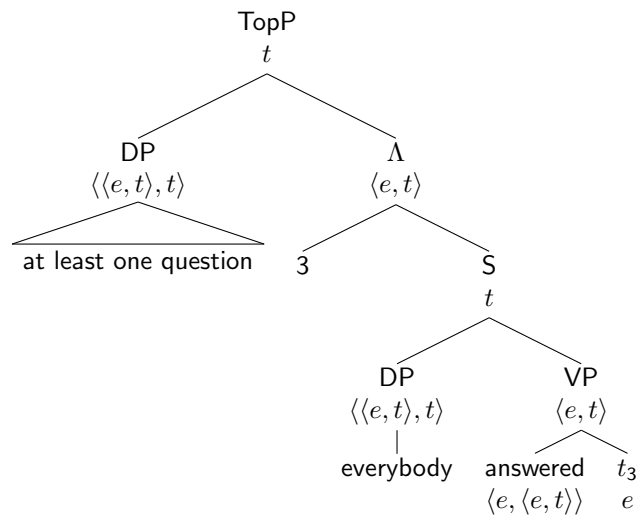 TopP
t
DP Λ
⟨⟨e, t⟩, t⟩ ⟨e, t⟩
at least one question 3 S
t
DP VP
⟨⟨e, t⟩, t⟩ ⟨e, t⟩
everybody answered t₃
⟨e, ⟨e, t⟩⟩ e